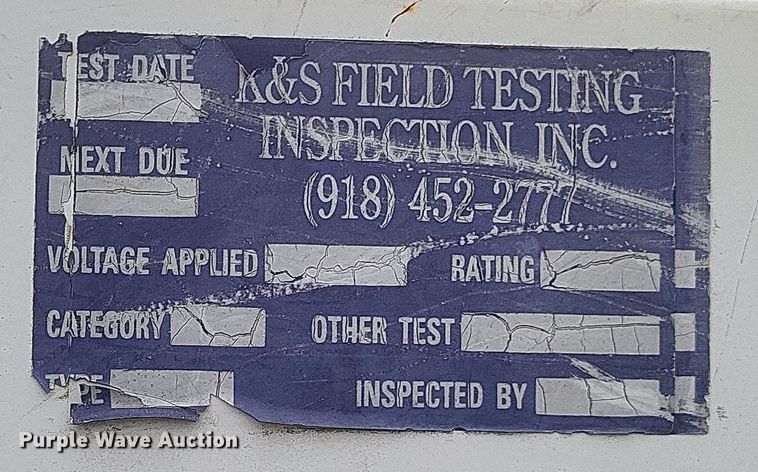 TEST DATE
K&S FIELD TESTING
INSPECTION, INC.
NEXT DUE
(918) 452-2777
VOLTAGE APPLIED
RATING
CATEGORY
OTHER TEST
TYPE
INSPECTED BY
Purple Wave Auction